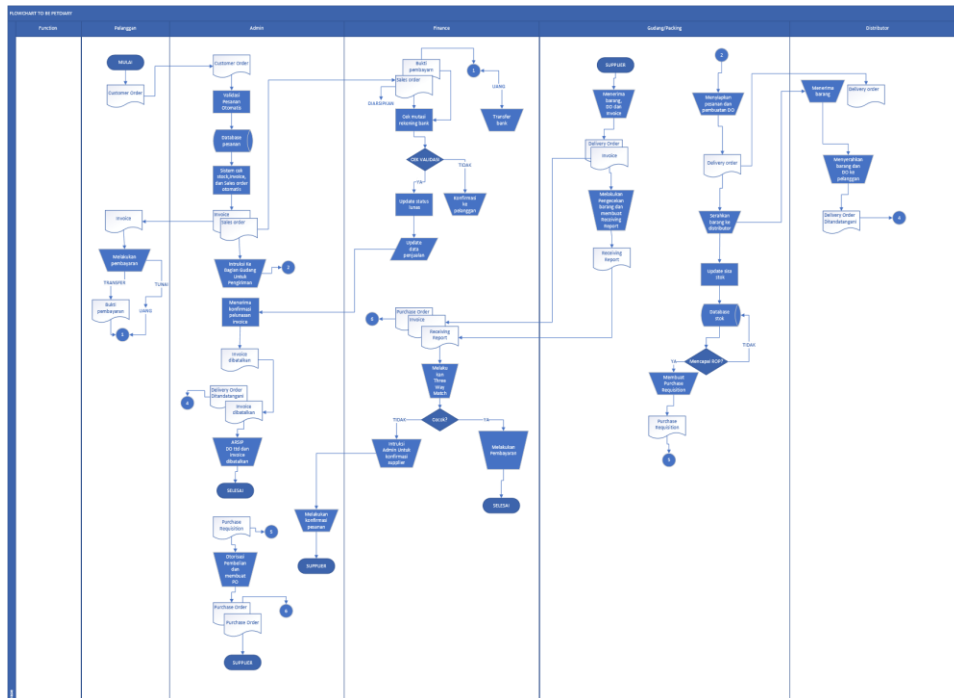 FLOWCHART TO BE PETDIARY
Function
Pelanggan
Admin
Finance
Gudang/Packing
Distributor
MULAI
Customer Order
Customer Order
Validasi
Pesanan
Otomatis
Database
pesanan
Sistem cek
stock,invoice,
dan Sales order
otomatis
Invoice
Sales order
Invoice
Melakukan
pembayaran
TRANSFER
TUNAI
Bukti
pembayaran
UANG
1
Intruksi Ke
Bagian Gudang
Untuk
Pengiriman
2
Menerima
konfirmasi
pelunasan
invoice
Invoice
dibatalkan
Delivery Order
Ditandatangani
Invoice
dibatalkan
4
ARSIP
DO ttd dan
invoice
dibatalkan
SELESAI
Purchase
Requisition
5
Otorisasi
Pembelian
dan
membuat
PO
Purchase Order
Purchase Order
6
SUPPLIER
Bukti
pembayaran
Sales order
1
DIARSIPKAN
UANG
Transfer
bank
Cek mutasi
rekening bank
CEK VALIDASI
TIDAK
YA
Konfirmasi
ke
pelanggan
Update status
lunas
Update
data
penjualan
6
Purchase Order
Invoice
Receiving
Report
Melaku
kan
Three
Way
Match
Cocok?
TIDAK
YA
Intruksi
admin Untuk
konfirmasi
supplier
Melakukan
Pembayaran
SELESAI
Melakukan
Konfirmasi
pesanan
SUPPLIER
SUPPLIER
Menerima
barang,
DO dan
invoice
Delivery Order
Invoice
Melakukan
Pengecekan
Barang dan
membuat
Receiving
Report
Receiving
Report
2
Menyiapkan
pesanan dan
pembuatan DO
Delivery order
Serahkan
barang ke
distributor
Update sisa
stok
Database
stok
TIDAK
Mencapai ROP?
YA
Membuat
Purchase
Requisition
Purchase
Requisition
5
Menerima
barang
Delivery order
Menyerahkan
barang dan
DO ke
pelanggan
Delivery Order
Ditandatangani
4